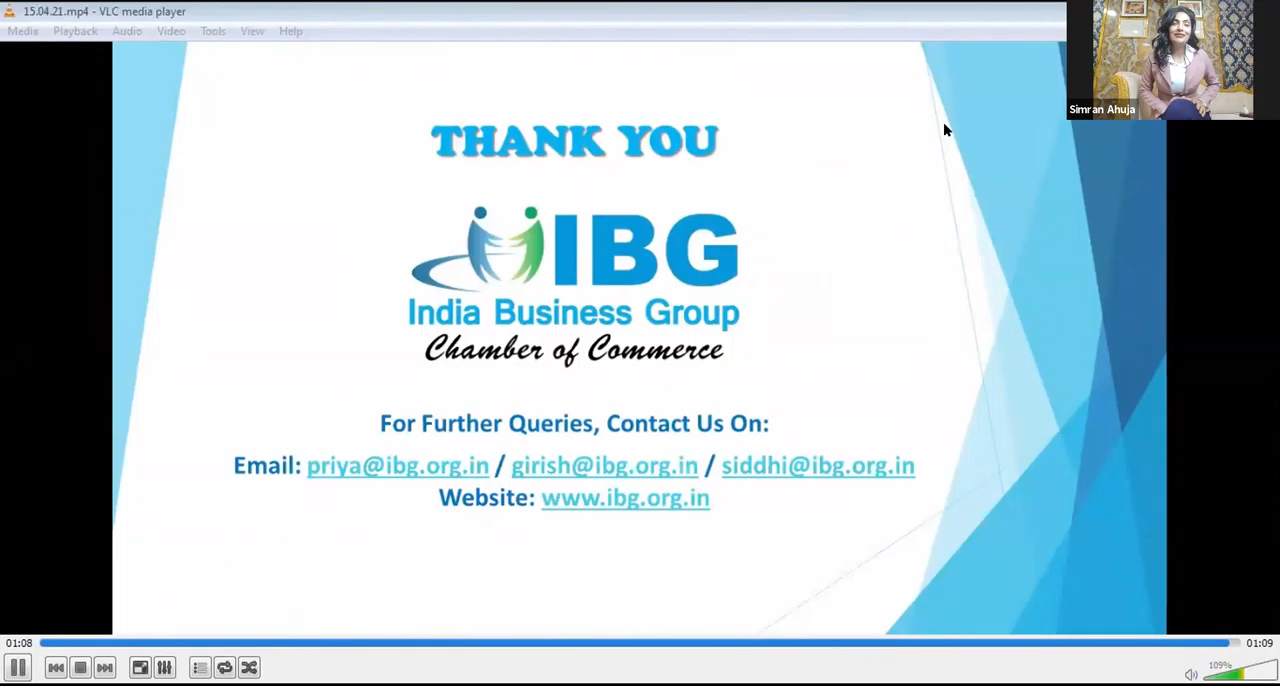 15.04.21.mp4 - VLC media player
Media Playback Audio Video Tools View Help
Simran Ahuja
THANK YOU
IBG
India Business Group
Chamber of Commerce
For Further Queries, Contact Us On:
Email: priya@ibg.org.in / girish@ibg.org.in / siddhi@ibg.org.in
Website: www.ibg.org.in
01:08
01:09
109%